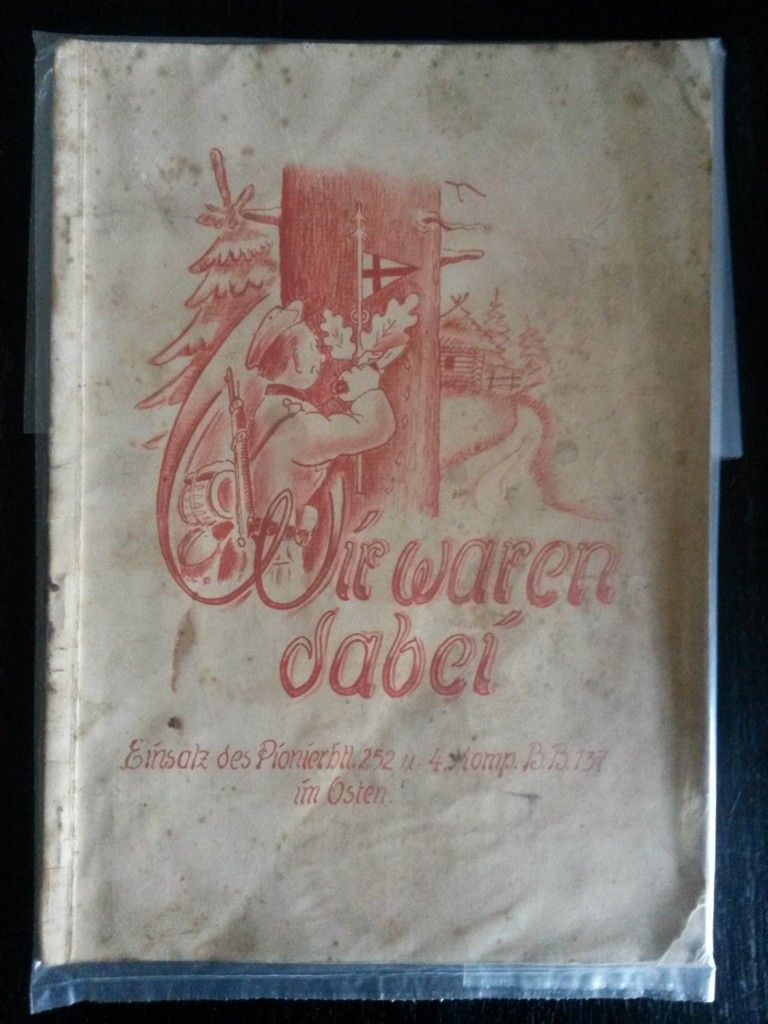 Wir waren
dabei
Einsatz des Pionierbtl. 252 u. 4. Komp. B.B. 137
im Osten.